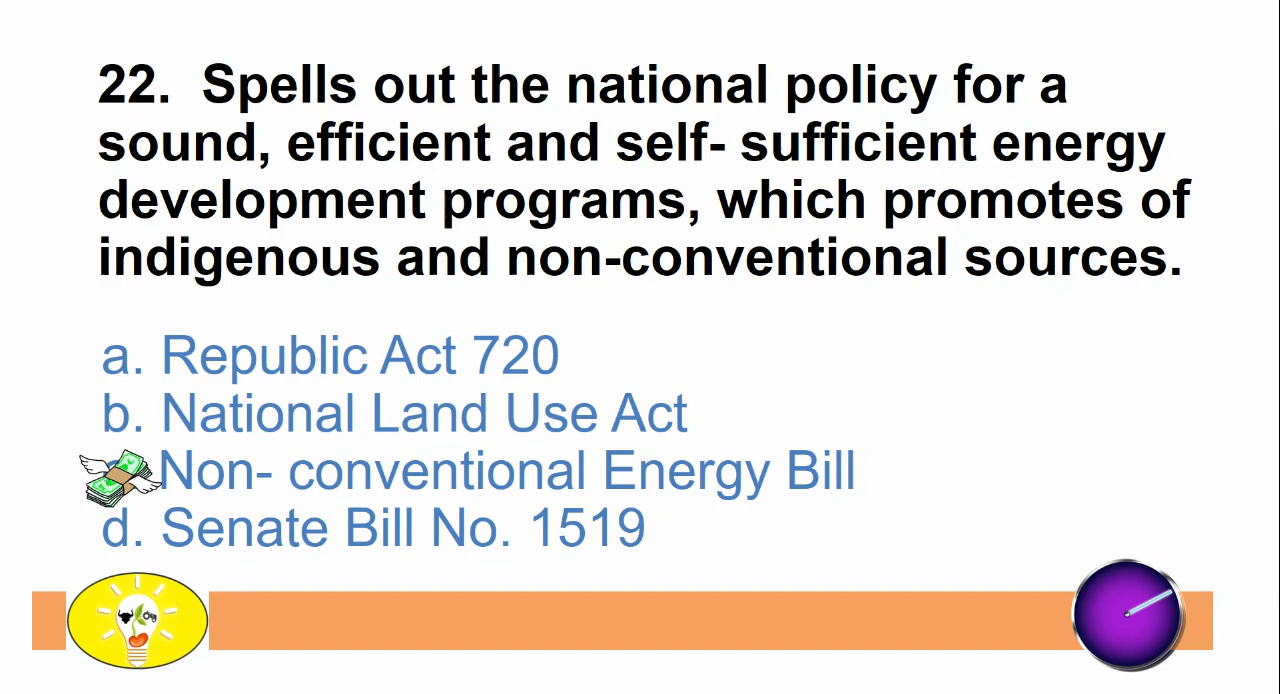 22. Spells out the national policy for a
sound, efficient and self- sufficient energy
development programs, which promotes of
indigenous and non-conventional sources.
a. Republic Act 720
b. National Land Use Act
Non- conventional Energy Bill
d. Senate Bill No. 1519